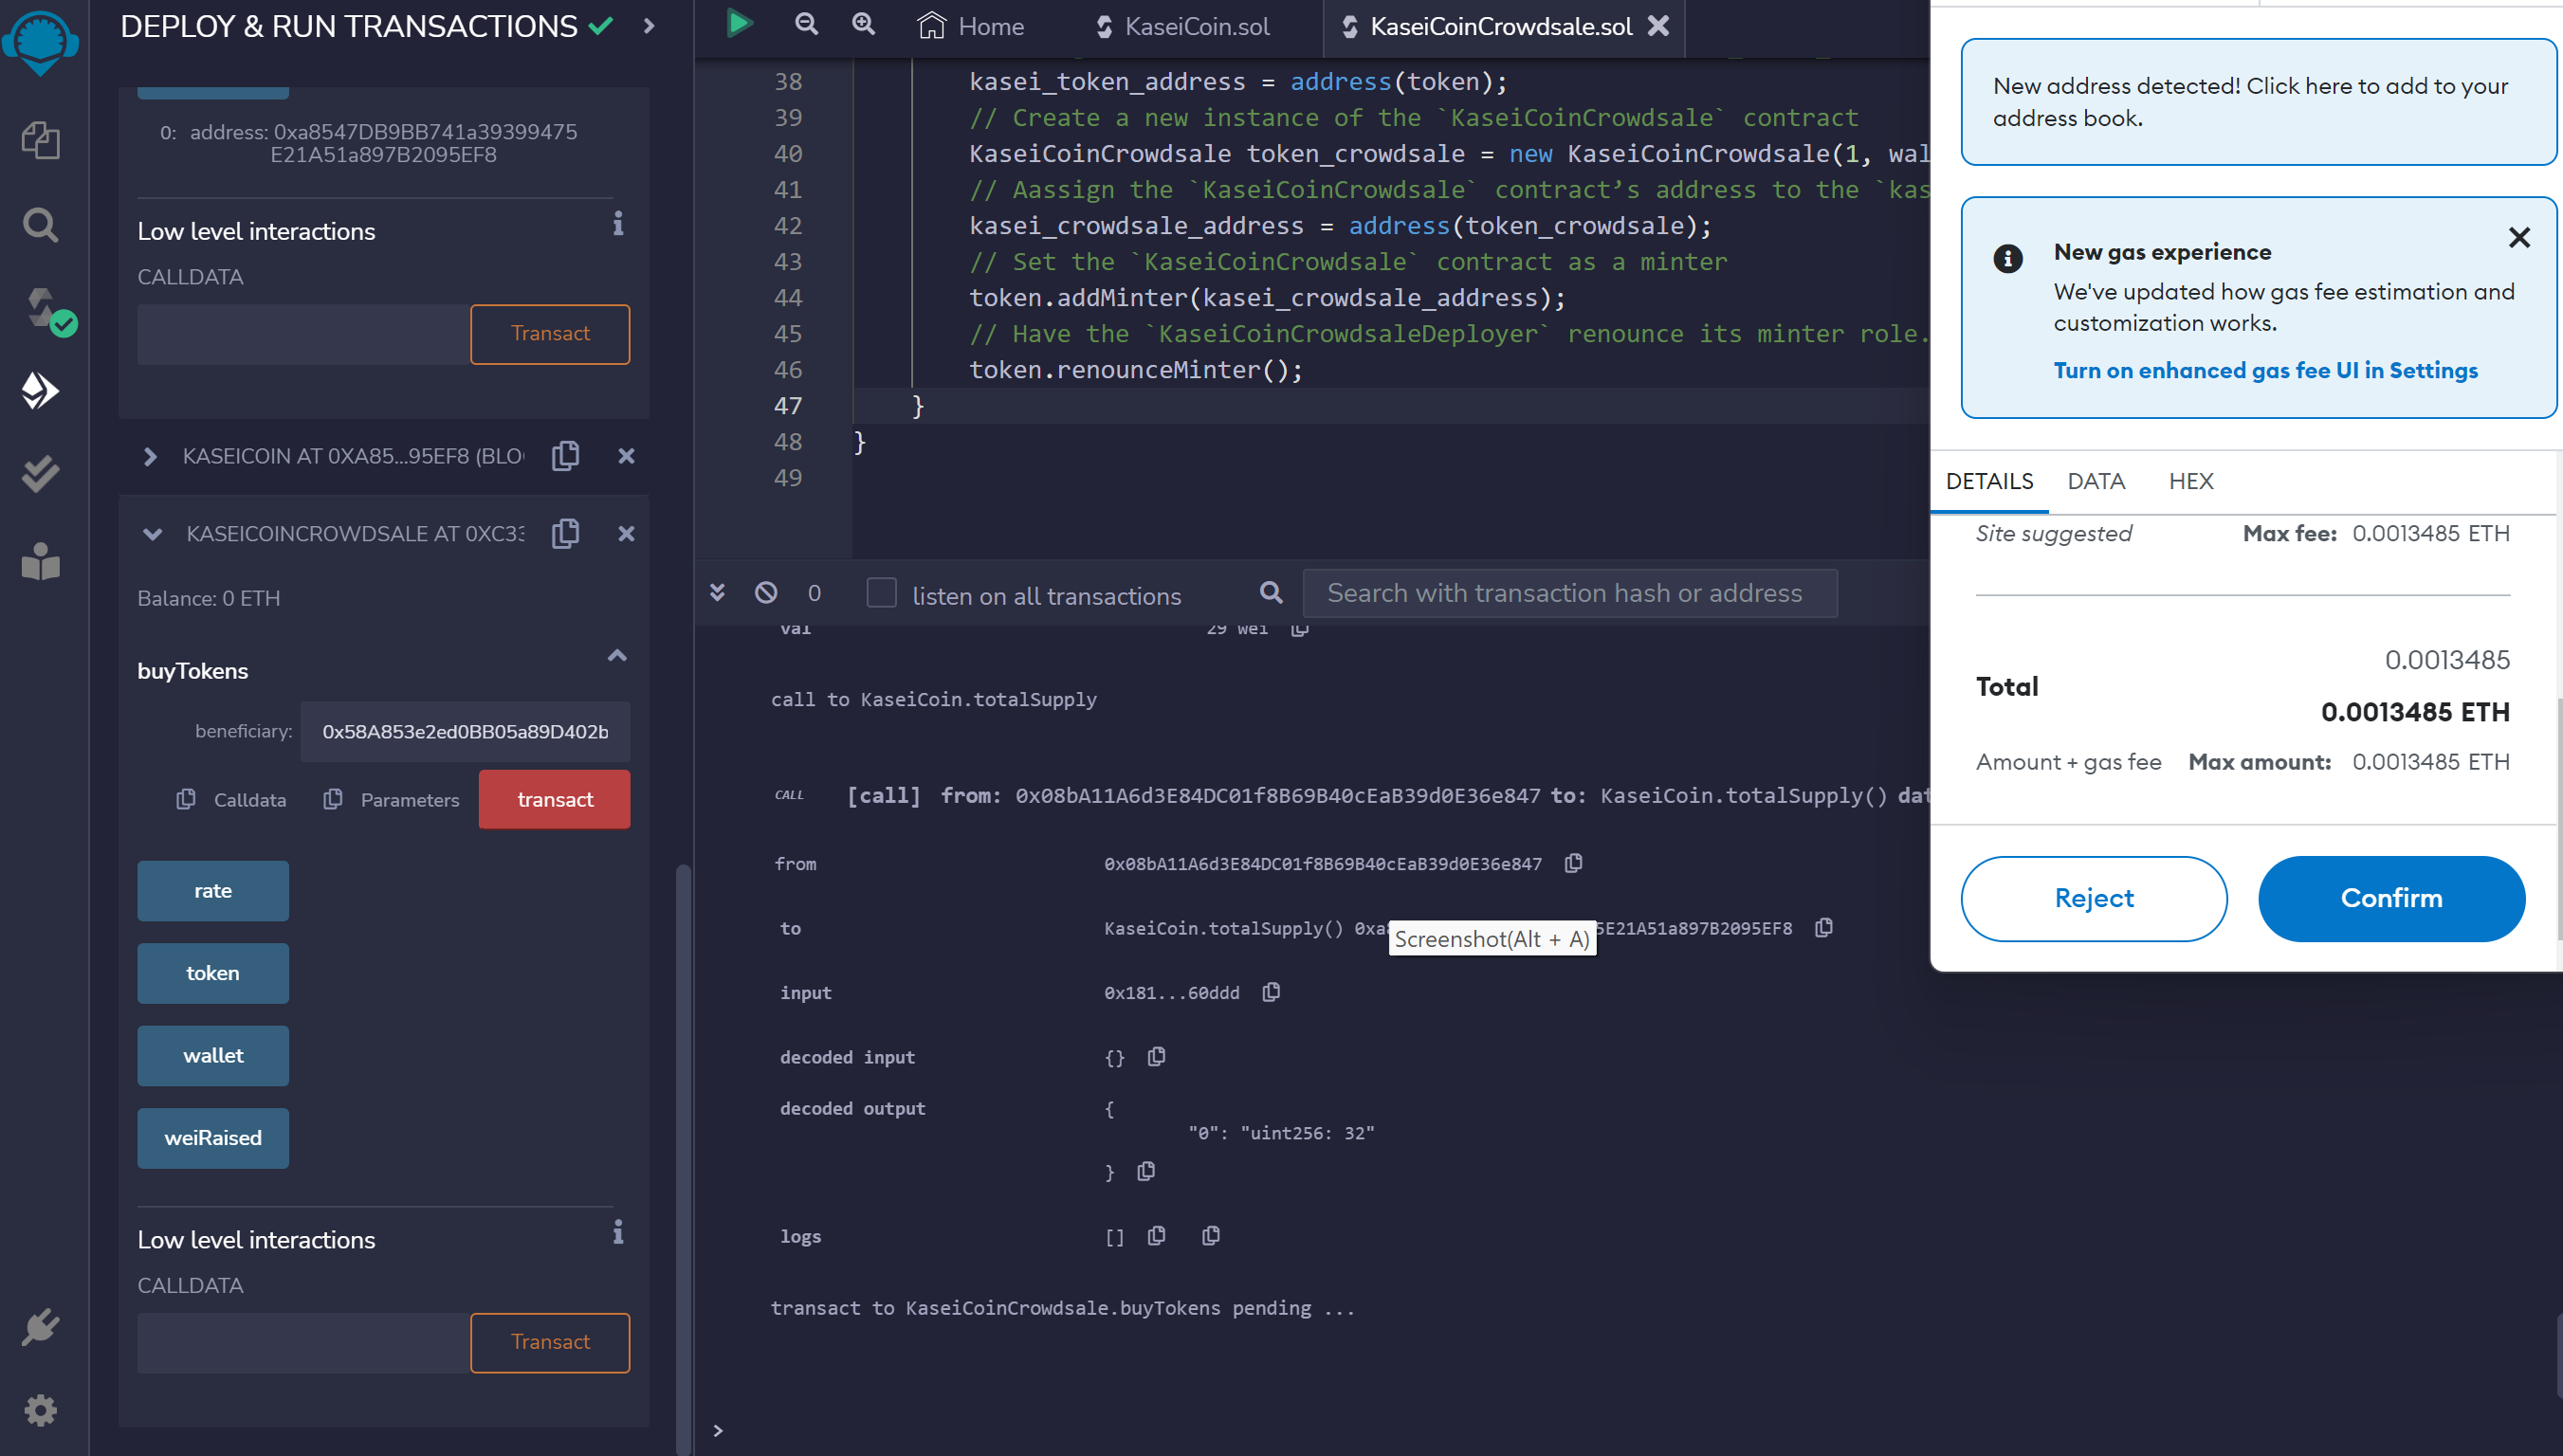 DEPLOY & RUN TRANSACTIONS
0: address: 0xa8547DB9BB741a39399475
E21A51a897B2095EF8
Low level interactions
CALLDATA
Transact
KASEICOIN AT 0XA85...95EF8 (BLO
KASEICOINCROWDSALE AT 0XC33
Balance: 0 ETH
buyTokens
beneficiary: 0x58A853e2ed0BB05a89D402b
Calldata Parameters transact
rate
token
wallet
weiRaised
Low level interactions
CALLDATA
Transact
Home KaseiCoin.sol KaseiCoinCrowdsale.sol
38 kasei_token_address = address(token);
39 // Create a new instance of the `KaseiCoinCrowdsale` contract
40 KaseiCoinCrowdsale token_crowdsale = new KaseiCoinCrowdsale(1, wal
41 // Aassign the `KaseiCoinCrowdsale` contract’s address to the `kas
42 kasei_crowdsale_address = address(token_crowdsale);
43 // Set the `KaseiCoinCrowdsale` contract as a minter
44 token.addMinter(kasei_crowdsale_address);
45 // Have the `KaseiCoinCrowdsaleDeployer` renounce its minter role.
46 token.renounceMinter();
47 }
48 }
49
0 listen on all transactions Search with transaction hash or address
val 29 wei
call to KaseiCoin.totalSupply
CALL [call] from: 0x08bA11A6d3E84DC01f8B69B40cEaB39d0E36e847 to: KaseiCoin.totalSupply() dat
from 0x08bA11A6d3E84DC01f8B69B40cEaB39d0E36e847
to KaseiCoin.totalSupply() 0xa 5E21A51a897B2095EF8
Screenshot(Alt + A)
input 0x181...60ddd
decoded input {}
decoded output {
"0": "uint256: 32"
}
logs []
transact to KaseiCoinCrowdsale.buyTokens pending ...
>
New address detected! Click here to add to your
address book.
New gas experience
We've updated how gas fee estimation and
customization works.
Turn on enhanced gas fee UI in Settings
DETAILS DATA HEX
Site suggested Max fee: 0.0013485 ETH
0.0013485
Total
0.0013485 ETH
Amount + gas fee Max amount: 0.0013485 ETH
Reject Confirm